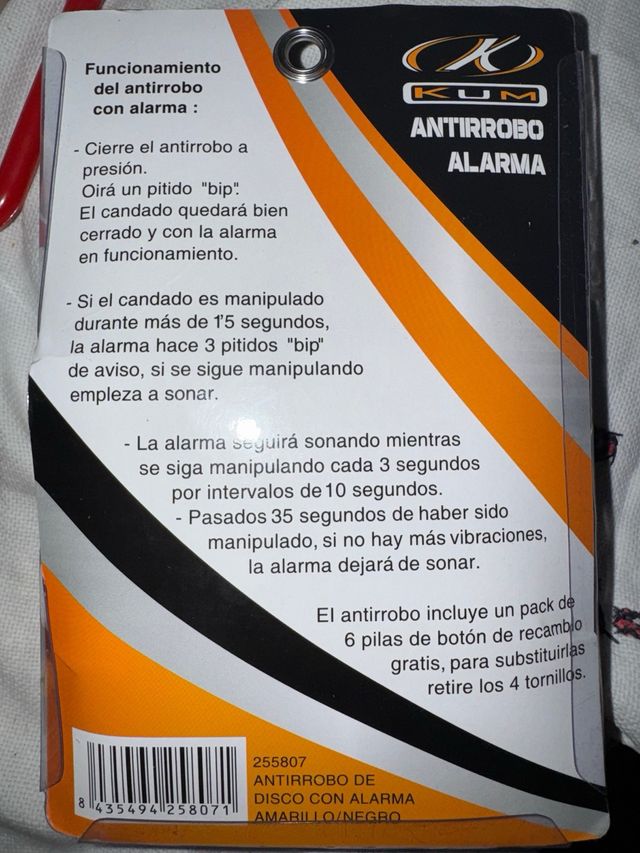 Funcionamiento
del antirrobo
con alarma :
- Cierre el antirrobo a
presión.
Oirá un pitido "bip".
El candado quedará bien
cerrado y con la alarma
en funcionamiento.
- Si el candado es manipulado
durante más de 1'5 segundos,
la alarma hace 3 pitidos "bip"
de aviso, si se sigue manipulando
empleza a sonar.
- La alarma seguirá sonando mientras
se siga manipulando cada 3 segundos
por intervalos de 10 segundos.
- Pasados 35 segundos de haber sido
manipulado, si no hay más vibraciones,
la alarma dejará de sonar.
El antirrobo incluye un pack de
6 pilas de botón de recambio
gratis, para substituirlas
retire los 4 tornillos.
K
KUM
ANTIRROBO
ALARMA
8 435494 258071
255807
ANTIRROBO DE
DISCO CON ALARMA
AMARILLO/NEGRO